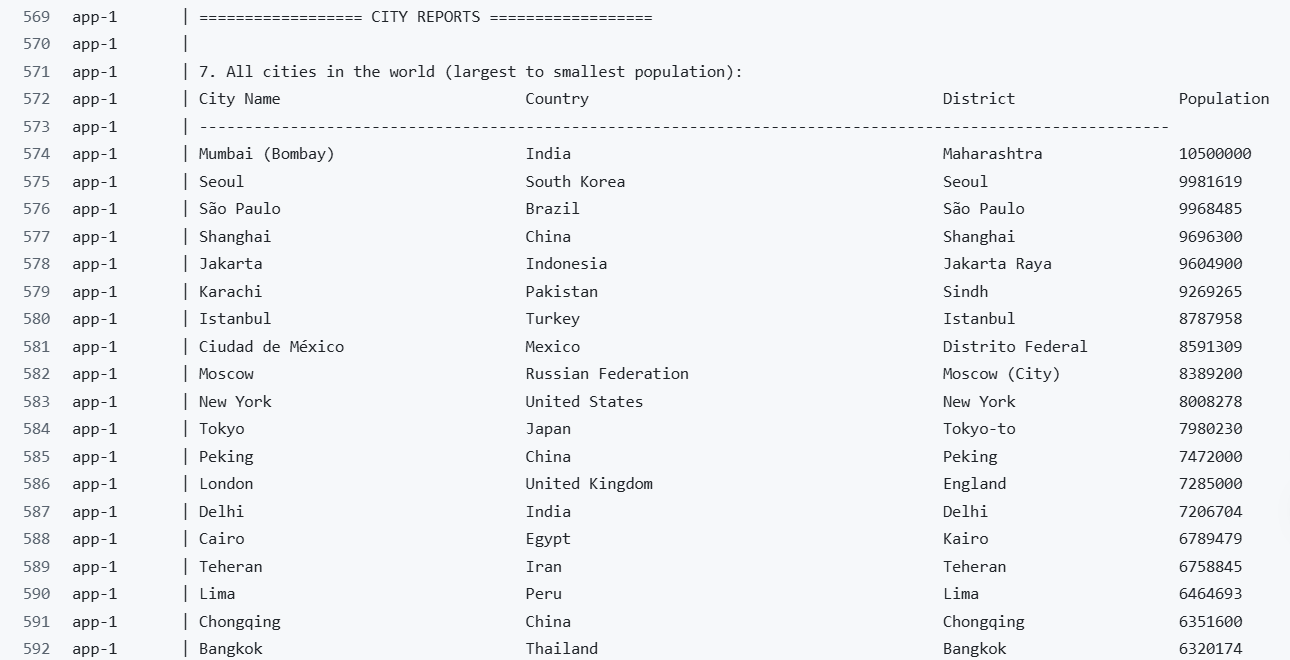 569 app-1 | ================== CITY REPORTS ==================
570 app-1 |
571 app-1 | 7. All cities in the world (largest to smallest population):
572 app-1 | City Name Country District Population
573 app-1 | -----------------------------------------------------------------------------------------------------------
574 app-1 | Mumbai (Bombay) India Maharashtra 10500000
575 app-1 | Seoul South Korea Seoul 9981619
576 app-1 | São Paulo Brazil São Paulo 9968485
577 app-1 | Shanghai China Shanghai 9696300
578 app-1 | Jakarta Indonesia Jakarta Raya 9604900
579 app-1 | Karachi Pakistan Sindh 9269265
580 app-1 | Istanbul Turkey Istanbul 8787958
581 app-1 | Ciudad de México Mexico Distrito Federal 8591309
582 app-1 | Moscow Russian Federation Moscow (City) 8389200
583 app-1 | New York United States New York 8008278
584 app-1 | Tokyo Japan Tokyo-to 7980230
585 app-1 | Peking China Peking 7472000
586 app-1 | London United Kingdom England 7285000
587 app-1 | Delhi India Delhi 7206704
588 app-1 | Cairo Egypt Kairo 6789479
589 app-1 | Teheran Iran Teheran 6758845
590 app-1 | Lima Peru Lima 6464693
591 app-1 | Chongqing China Chongqing 6351600
592 app-1 | Bangkok Thailand Bangkok 6320174